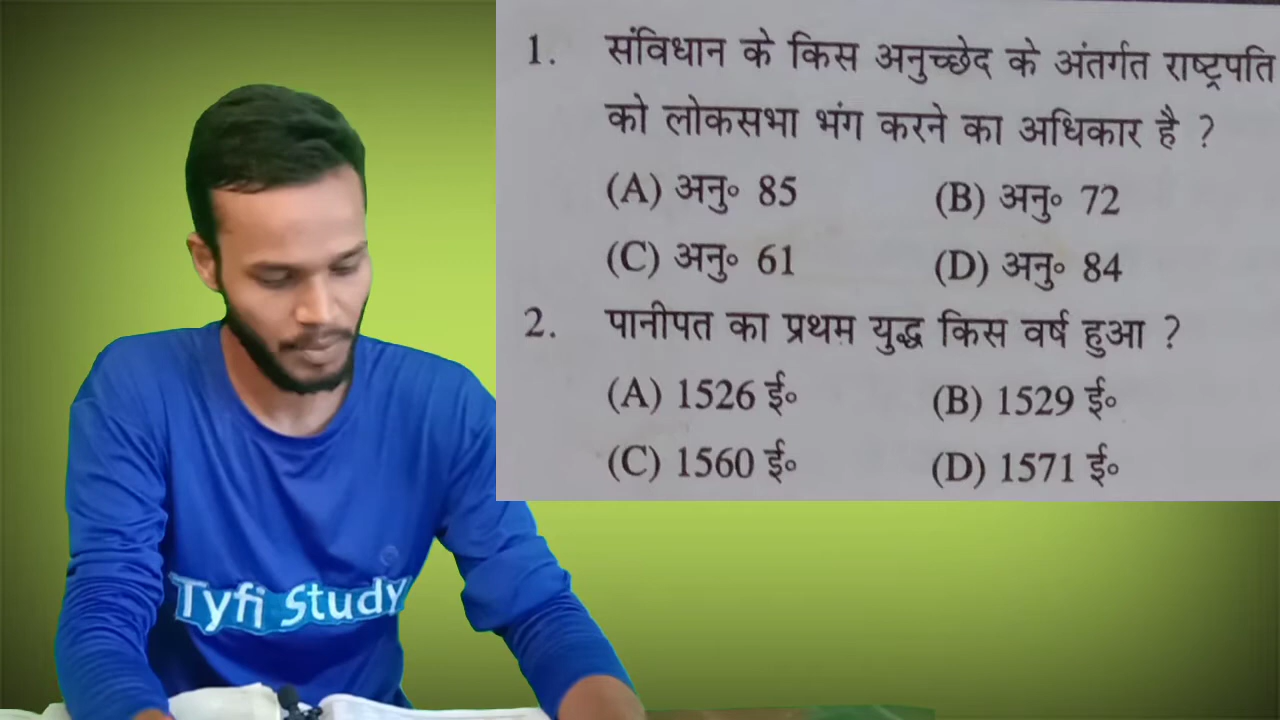 1. संविधान के किस अनुच्छेद के अंतर्गत राष्ट्रपति
को लोकसभा भंग करने का अधिकार है ?
(A) अनु॰ 85 (B) अनु॰ 72
(C) अनु॰ 61 (D) अनु॰ 84
2. पानीपत का प्रथम युद्ध किस वर्ष हुआ ?
(A) 1526 ई॰ (B) 1529 ई॰
(C) 1560 ई॰ (D) 1571 ई॰
Tyfi Study